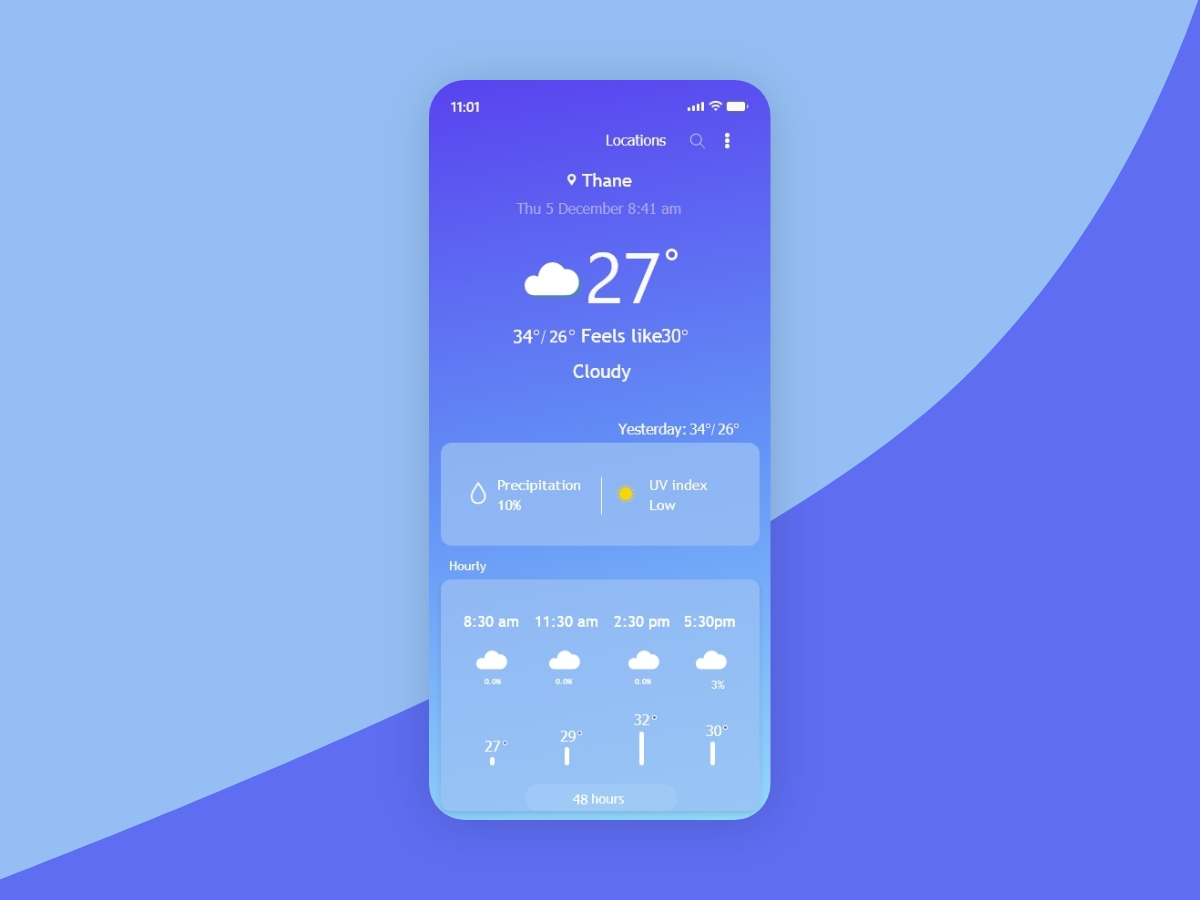 11:01
Locations
Thane
Thu 5 December 8:41 am
27°
34°/ 26° Feels like30°
Cloudy
Yesterday: 34°/ 26°
Precipitation
10%
UV index
Low
Hourly
8:30 am 11:30 am 2:30 pm 5:30pm
0.0% 0.0% 0.0% 3%
27° 29° 32° 30°
48 hours